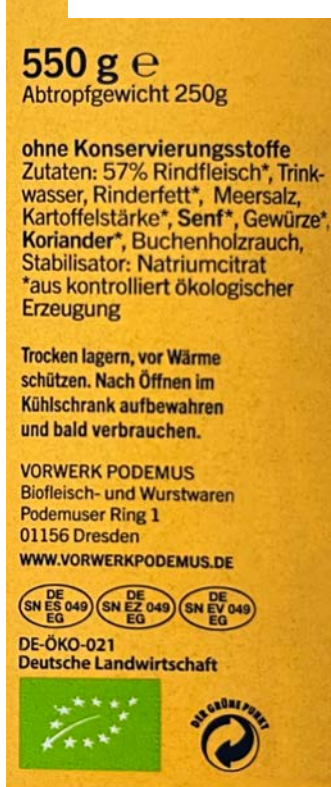 550 g ℮
Abtropfgewicht 250g
ohne Konservierungsstoffe
Zutaten: 57% Rindfleisch*, Trink-
wasser, Rinderfett*, Meersalz,
Kartoffelstärke*, Senf*, Gewürze*,
Koriander*, Buchenholzrauch,
Stabilisator: Natriumcitrat
*aus kontrolliert ökologischer
Erzeugung
Trocken lagern, vor Wärme
schützen. Nach Öffnen im
Kühlschrank aufbewahren
und bald verbrauchen.
VORWERK PODEMUS
Biofleisch- und Wurstwaren
Podemuser Ring 1
01156 Dresden
WWW.VORWERKPODEMUS.DE
DE
SN ES 049
EG
DE
SN EZ 049
EG
DE
SN EV 049
EG
DE-ÖKO-021
Deutsche Landwirtschaft
DER GRÜNE PUNKT